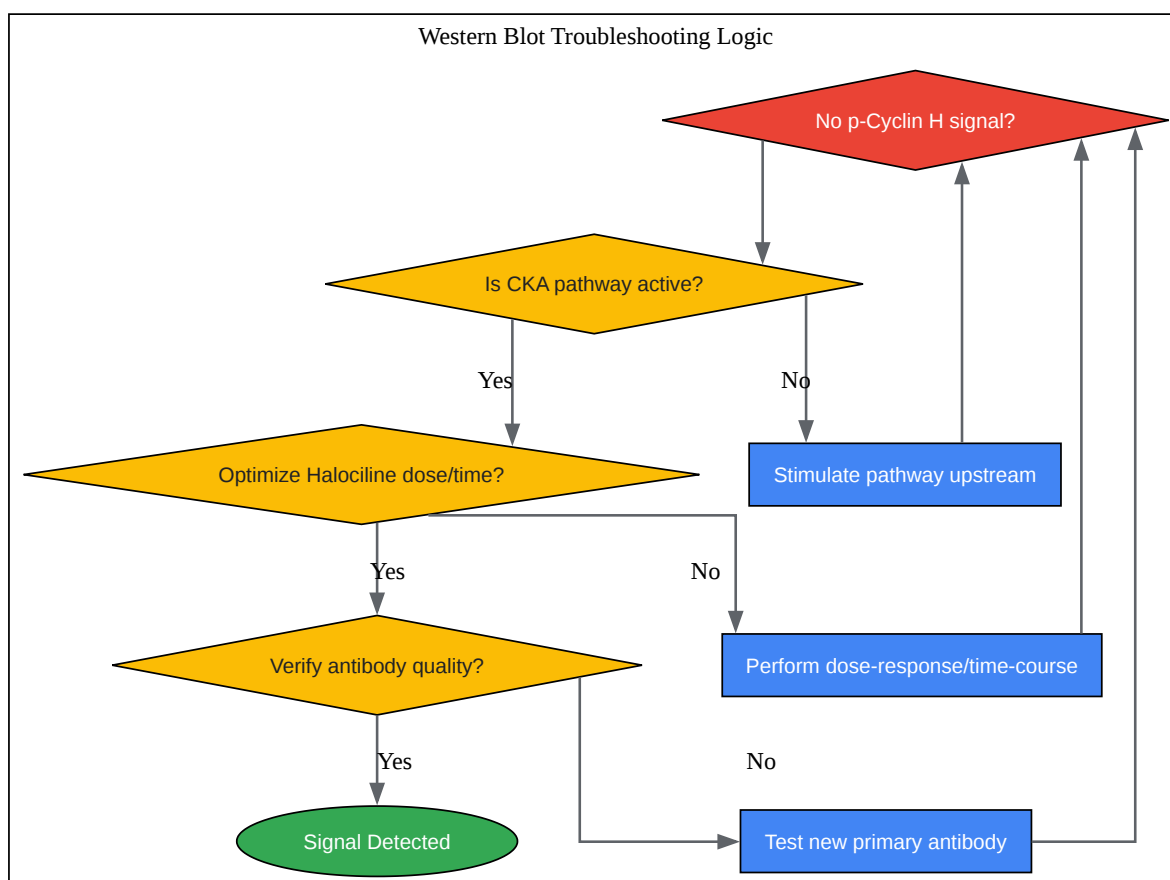 Western Blot Troubleshooting Logic
No p-Cyclin H signal?
Is CKA pathway active?
Yes
No
Optimize Halociline dose/time?
Stimulate pathway upstream
Yes
No
Verify antibody quality?
Perform dose-response/time-course
Yes
No
Signal Detected
Test new primary antibody